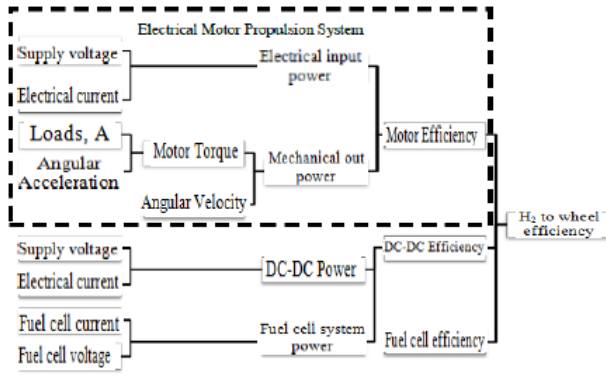 Electrical Motor Propulsion System
Supply voltage
Electrical input
power
Electrical current
Loads, A
Motor Torque
Motor Efficiency
Angular
Acceleration
Mechanical out
power
Angular Velocity
H2 to wheel
efficiency
Supply voltage
DC-DC Efficiency
DC-DC Power
Electrical current
Fuel cell current
Fuel cell system
power
Fuel cell efficiency
Fuel cell voltage